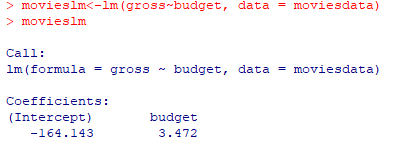 > movieslm<-lm(gross~budget, data = moviesdata)
> movieslm
Call:
lm(formula = gross ~ budget, data = moviesdata)
Coefficients:
(Intercept) budget
-164.143 3.472